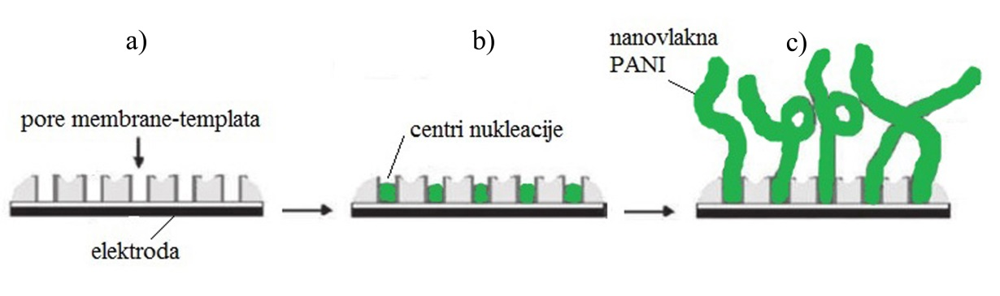 a)
pore membrane-templata
elektroda
b)
centri nukleacije
c)
nanovlakna
PANI